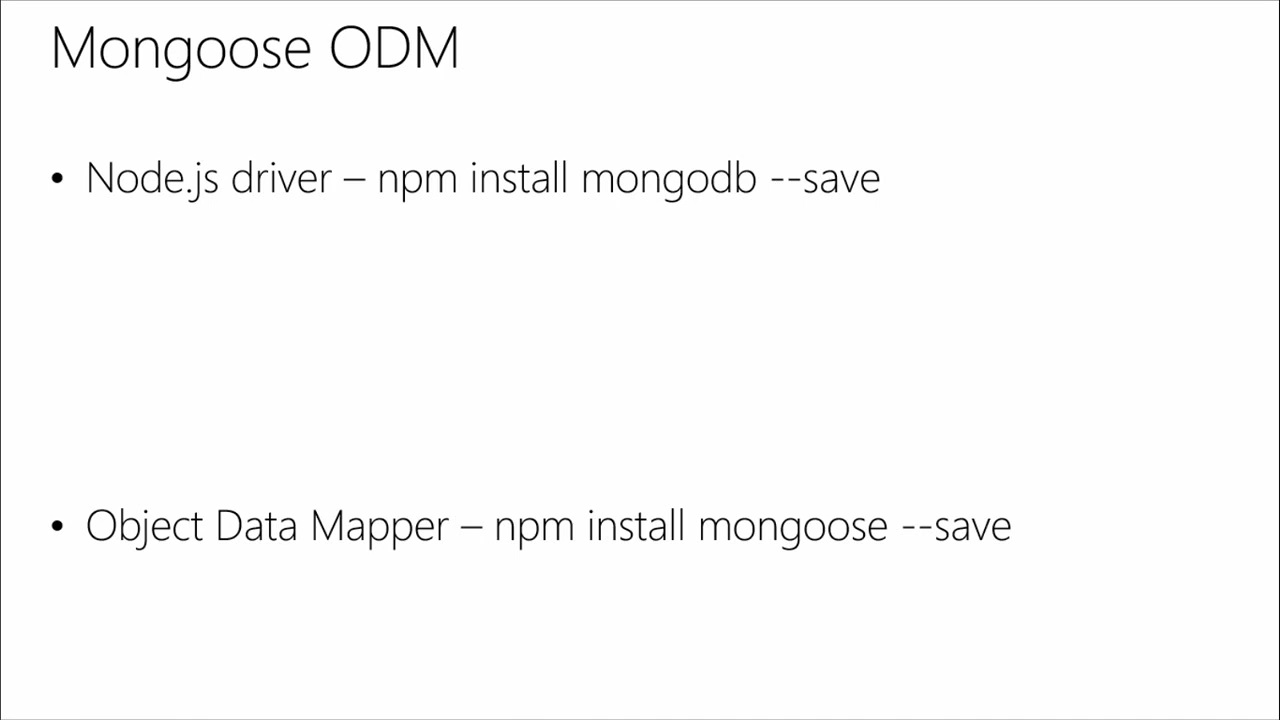 Mongoose ODM
• Node.js driver – npm install mongodb --save
• Object Data Mapper – npm install mongoose --save